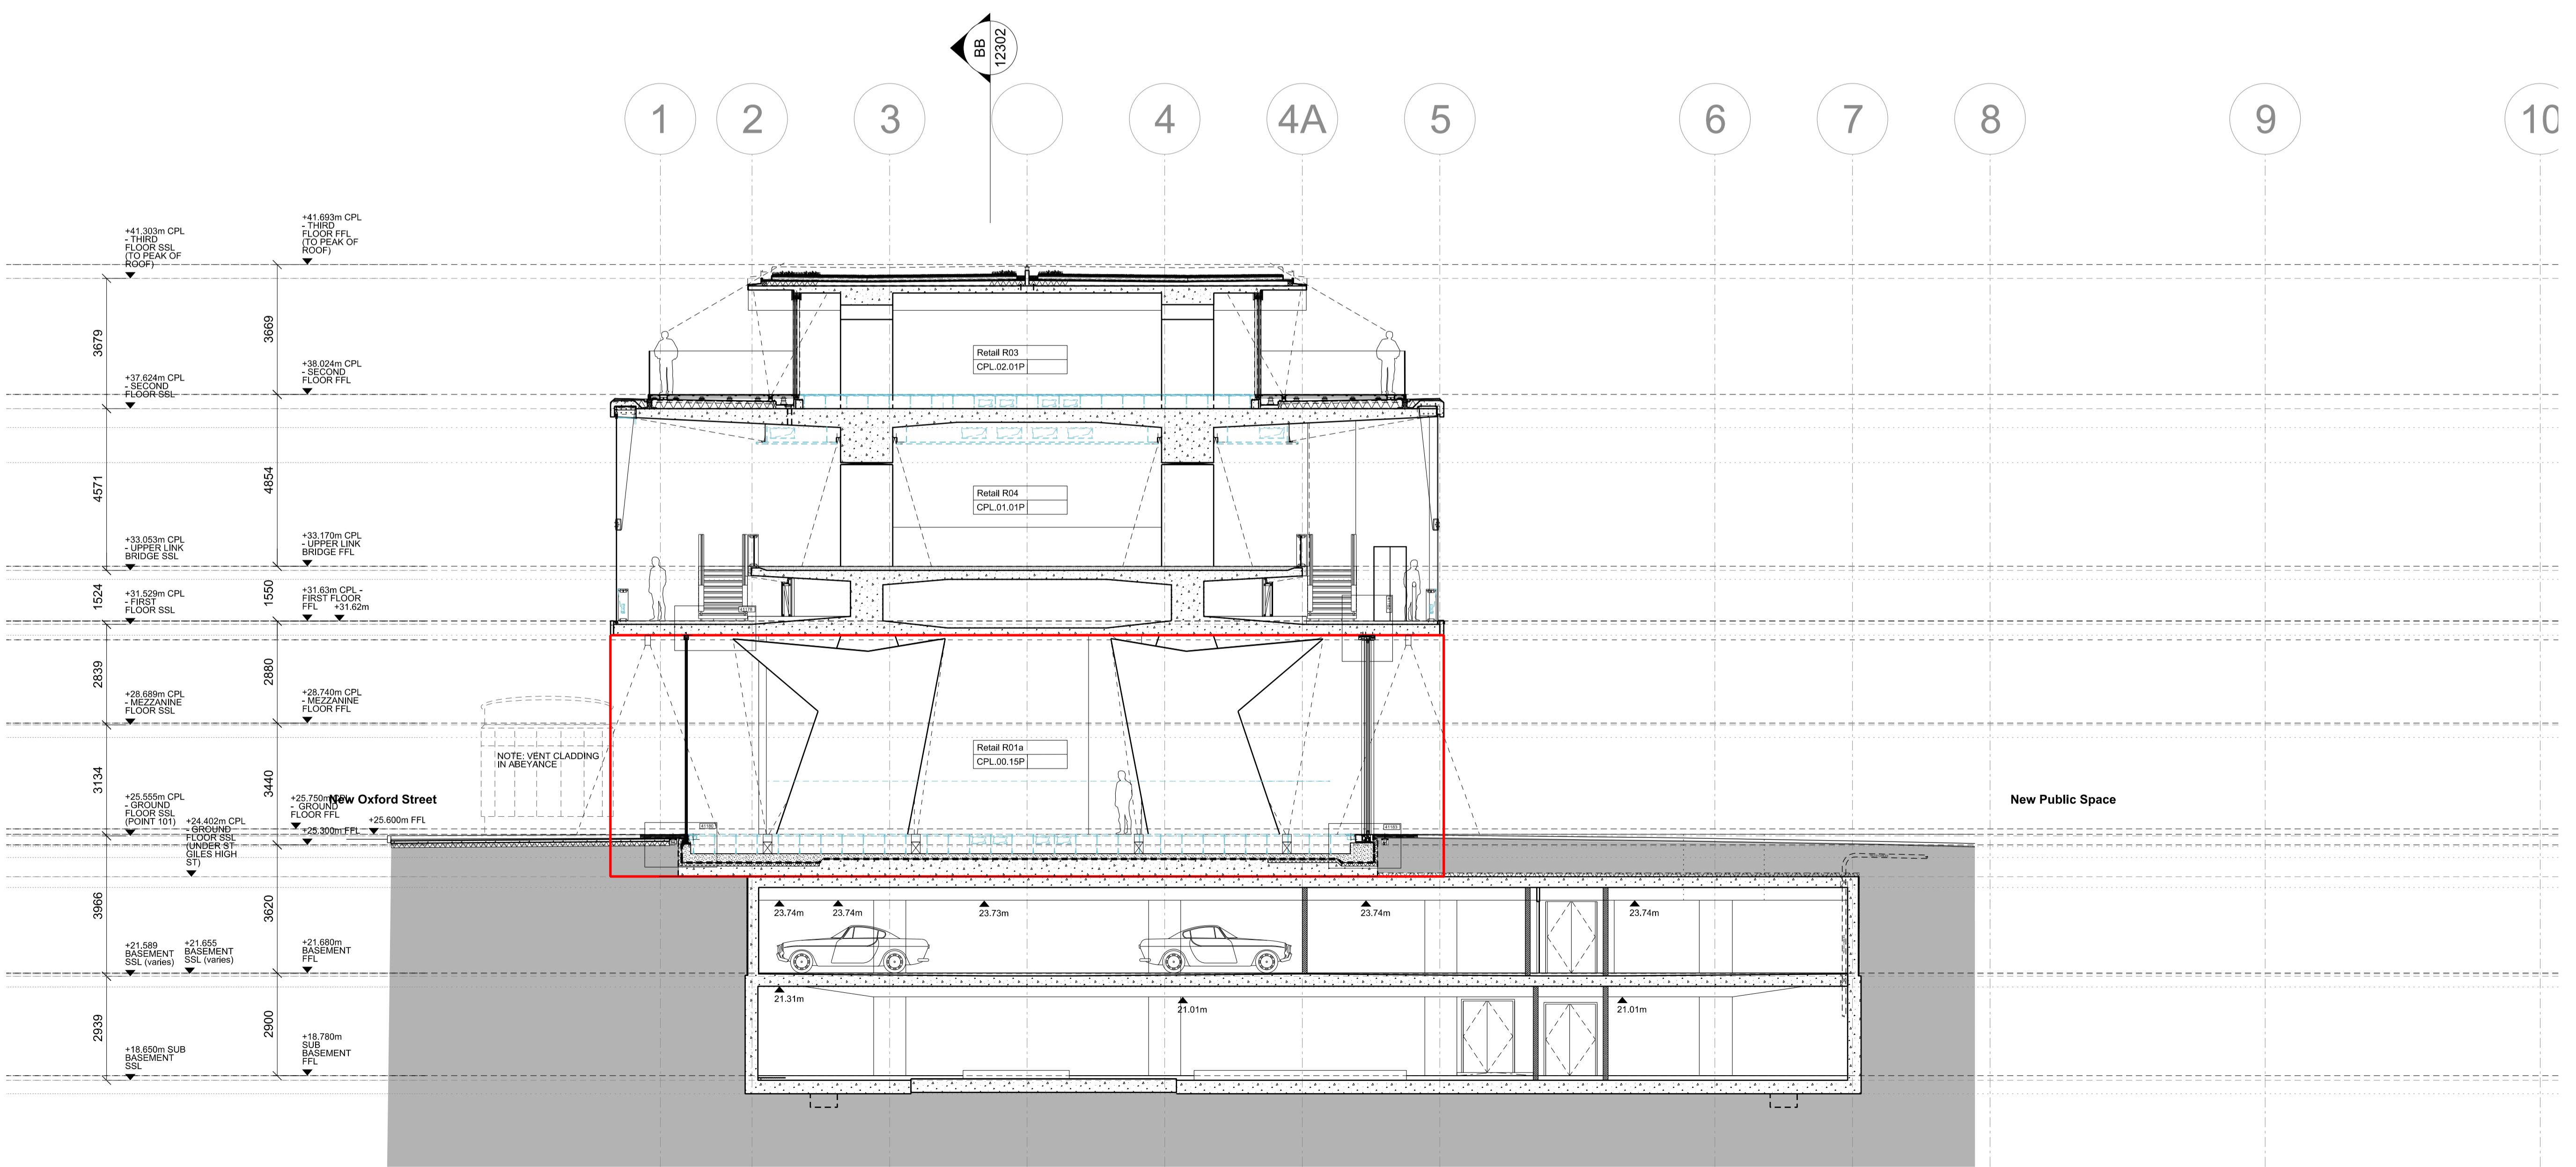 BB
12302
1
2
3
4
4A
5
6
7
8
9
10
+41.303m CPL
- THIRD
FLOOR SSL
(TO PEAK OF
ROOF)
+41.693m CPL
- THIRD
FLOOR FFL
(TO PEAK OF
ROOF)
3679
3669
+37.624m CPL
- SECOND
FLOOR SSL
+38.024m CPL
- SECOND
FLOOR FFL
Retail R03
CPL.02.01P
4571
4854
Retail R04
CPL.01.01P
+33.053m CPL
- UPPER LINK
BRIDGE SSL
+33.170m CPL
- UPPER LINK
BRIDGE FFL
1524
1550
+31.529m CPL
- FIRST
FLOOR SSL
+31.63m CPL -
FIRST FLOOR
FFL
+31.62m
2839
2880
+28.689m CPL
- MEZZANINE
FLOOR SSL
+28.740m CPL
- MEZZANINE
FLOOR FFL
NOTE: VENT CLADDING
IN ABEYANCE
Retail R01a
CPL.00.15P
3134
3440
+25.555m CPL
- GROUND
FLOOR SSL
(POINT 101)
+24.402m CPL
- GROUND
FLOOR SSL
(UNDER ST
GILES HIGH
ST)
+25.750m CPL
- GROUND
FLOOR FFL
New Oxford Street
+25.600m FFL
+25.300m FFL
New Public Space
3966
3620
23.74m
23.74m
23.73m
23.74m
23.74m
+21.589
BASEMENT
SSL (varies)
+21.655
BASEMENT
SSL (varies)
+21.680m
BASEMENT
FFL
21.31m
21.01m
21.01m
2939
2900
+18.650m SUB
BASEMENT
SSL
+18.780m
SUB
BASEMENT
FFL